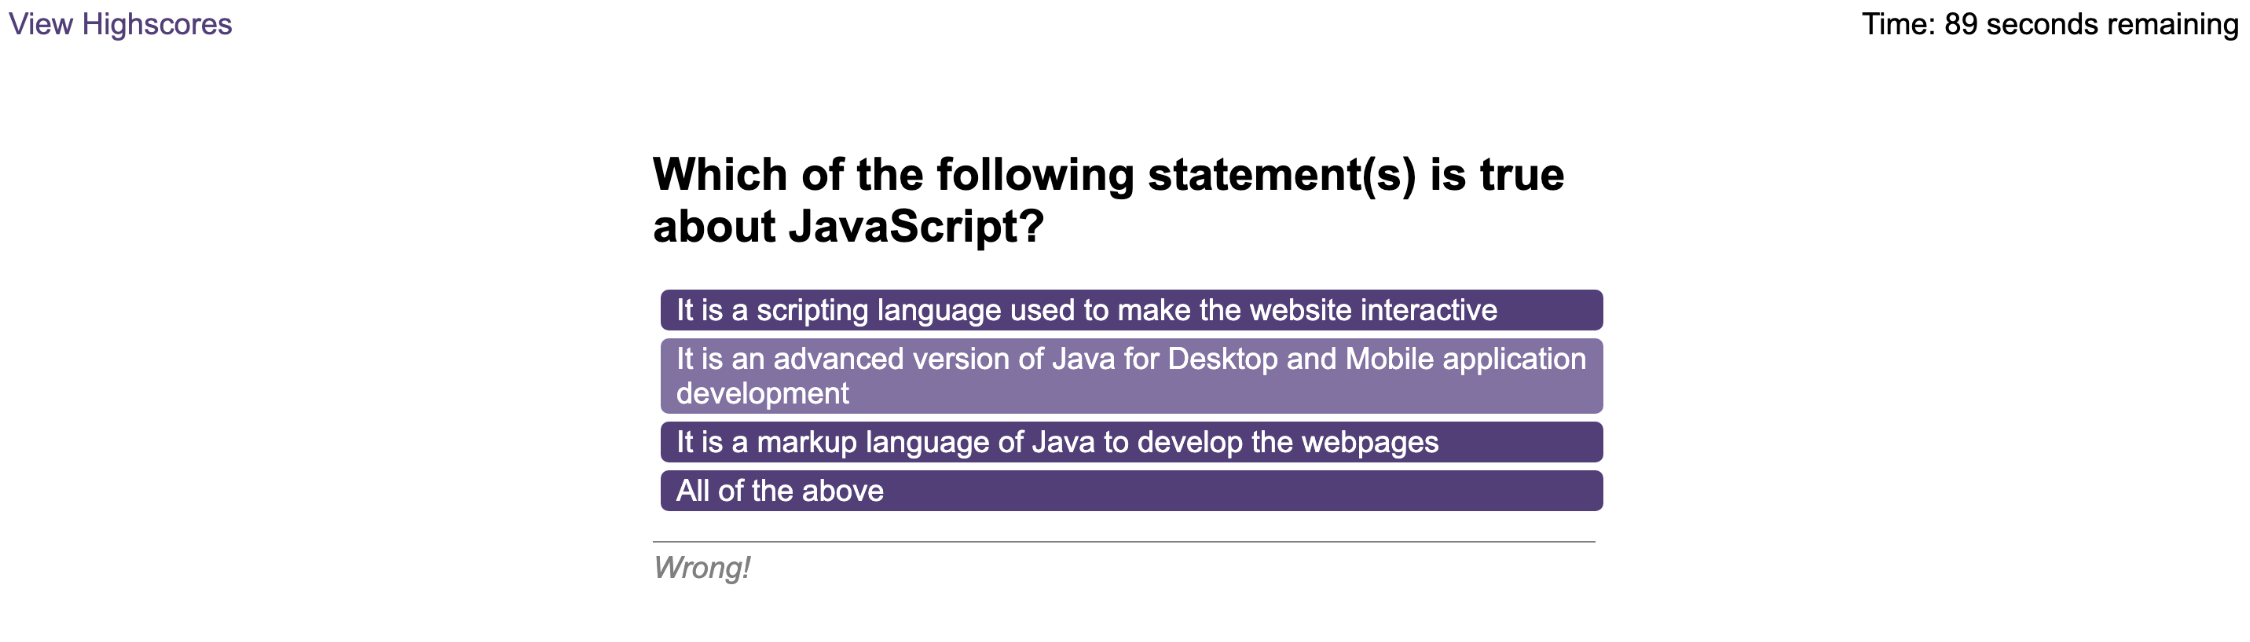 View Highscores
Time: 89 seconds remaining
Which of the following statement(s) is true
about JavaScript?
It is a scripting language used to make the website interactive
It is an advanced version of Java for Desktop and Mobile application
development
It is a markup language of Java to develop the webpages
All of the above
Wrong!